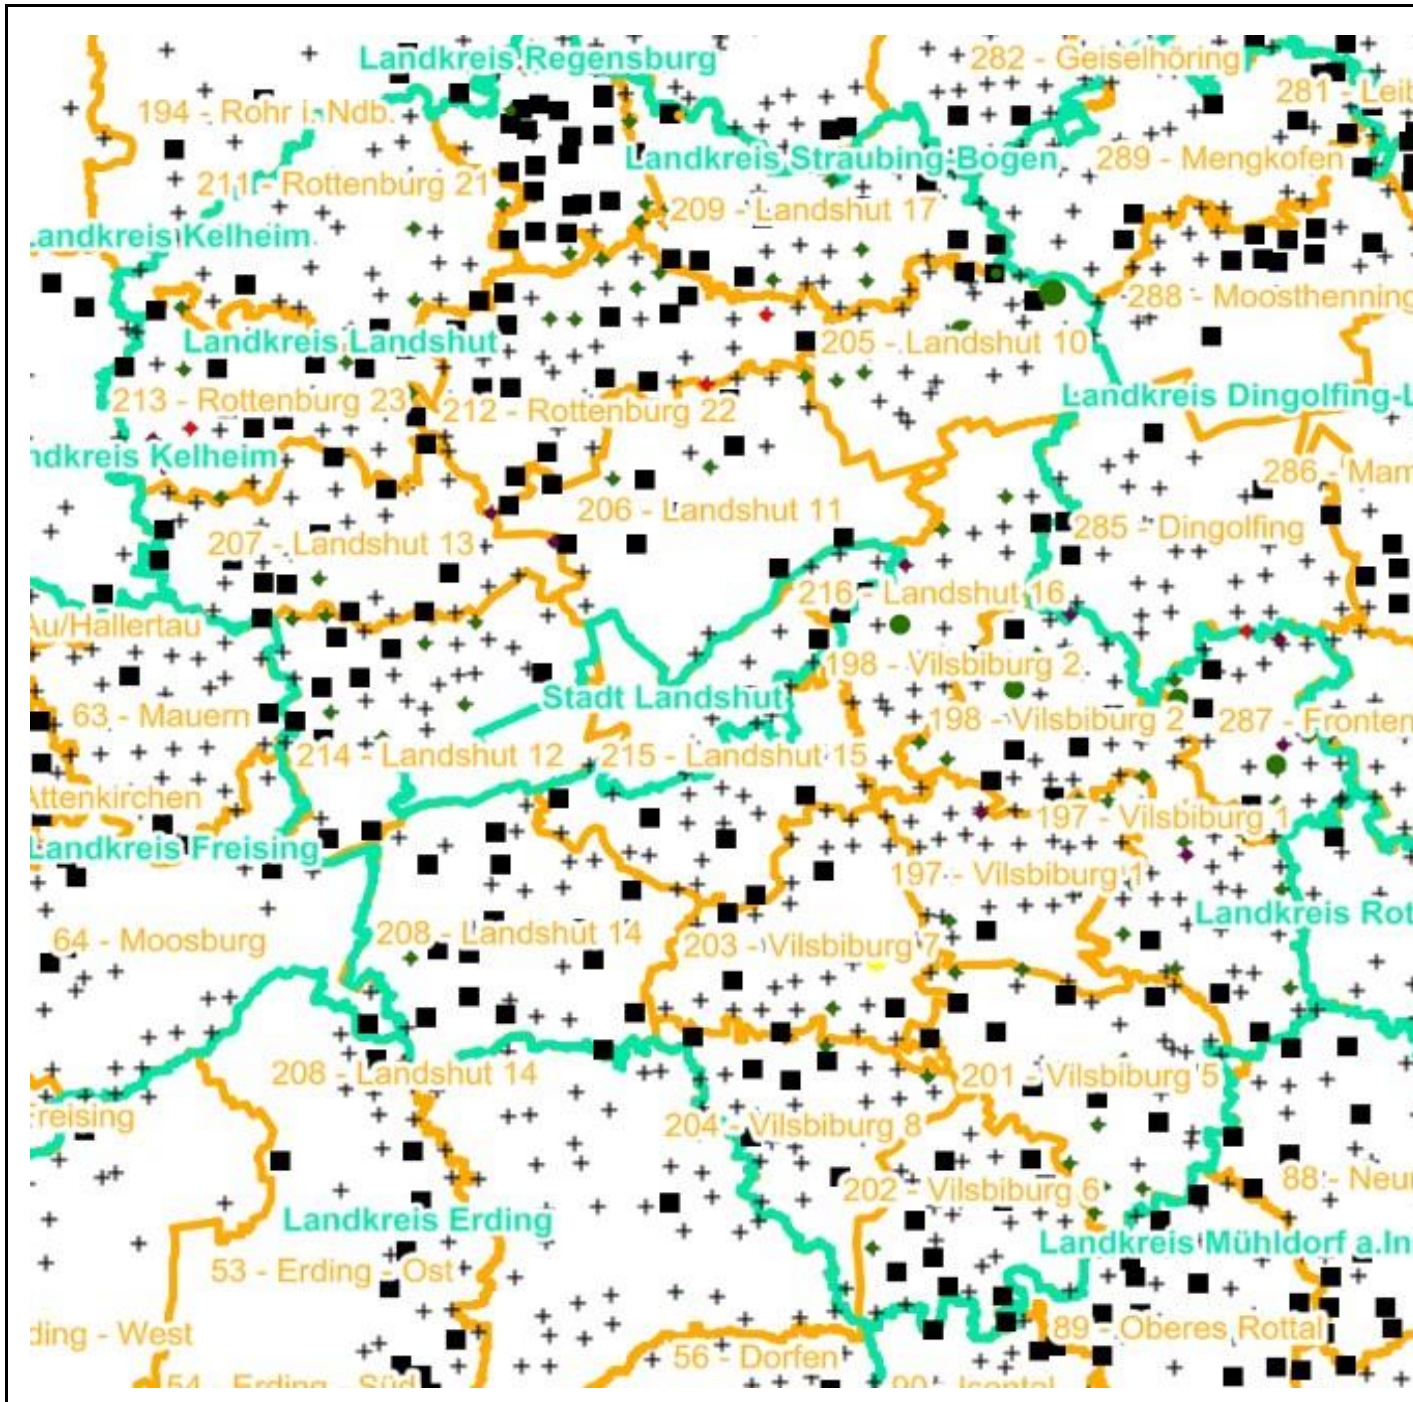 Landkreis Regensburg
282 - Geiselhöring
281 - Leib
194 - Rohr i. Ndb.
Landkreis Straubing-Bogen
289 - Mengkofen
211 - Rottenburg 21
209 - Landshut 17
Landkreis Kelheim
288 - Moosthenning
Landkreis Landshut
205 - Landshut 10
Landkreis Dingolfing-L
213 - Rottenburg 23
212 - Rottenburg 22
ndkreis Kelheim
286 - Mam
206 - Landshut 11
285 - Dingolfing
207 - Landshut 13
216 - Landshut 16
Au/Hallertau
198 - Vilsbiburg 2
Stadt Landshut
63 - Mauern
198 - Vilsbiburg 2
287 - Fronten
214 - Landshut 12
215 - Landshut 15
Attenkirchen
197 - Vilsbiburg 1
Landkreis Freising
197 - Vilsbiburg 1
Landkreis Rot
64 - Moosburg
208 - Landshut 14
203 - Vilsbiburg 7
208 - Landshut 14
201 - Vilsbiburg 5
Freising
204 - Vilsbiburg 8
88 - Neu
202 - Vilsbiburg 6
Landkreis Erding
Landkreis Mühldorf a.In
53 - Erding - Ost
ding - West
89 - Oberes Rottal
56 - Dorfen
54 - Erding - Süd
90 - Isental